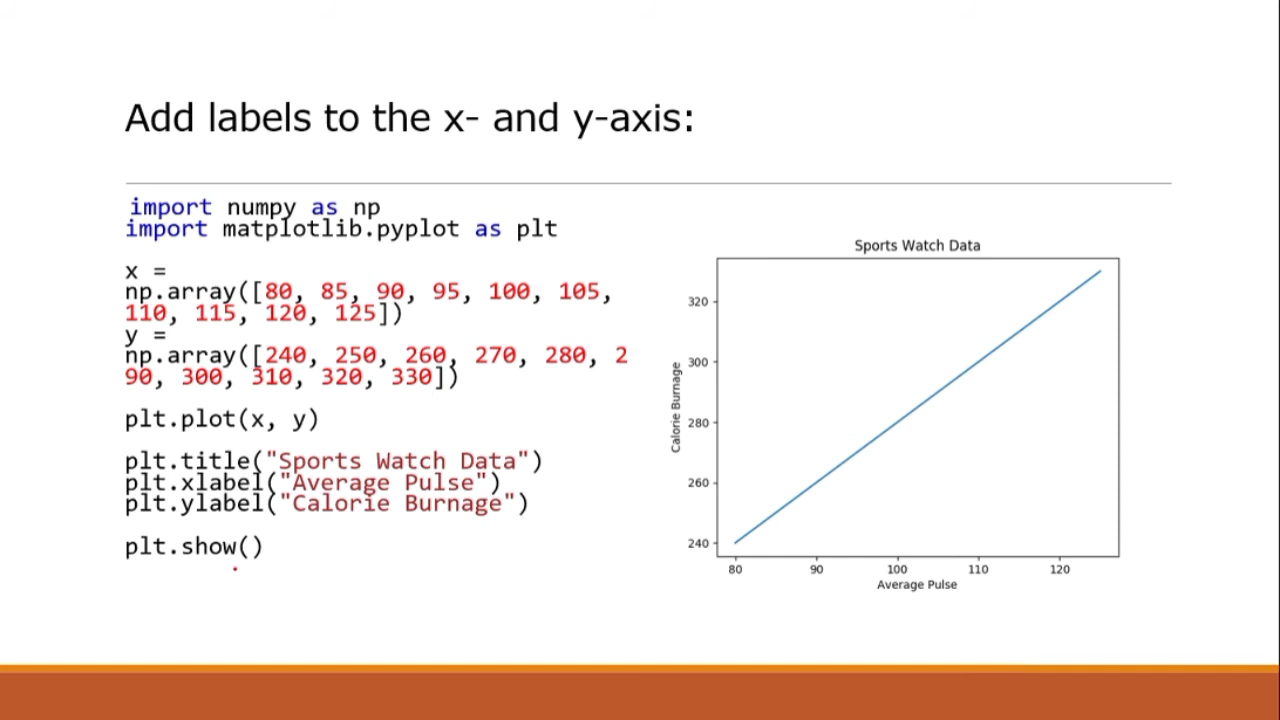 Add labels to the x- and y-axis:
import numpy as np
import matplotlib.pyplot as plt
x =
np.array([80, 85, 90, 95, 100, 105,
110, 115, 120, 125])
y =
np.array([240, 250, 260, 270, 280, 2
90, 300, 310, 320, 330])
plt.plot(x, y)
plt.title("Sports Watch Data")
plt.xlabel("Average Pulse")
plt.ylabel("Calorie Burnage")
plt.show()
Sports Watch Data
Calorie Burnage
320
300
280
260
240
80 90 100 110 120
Average Pulse